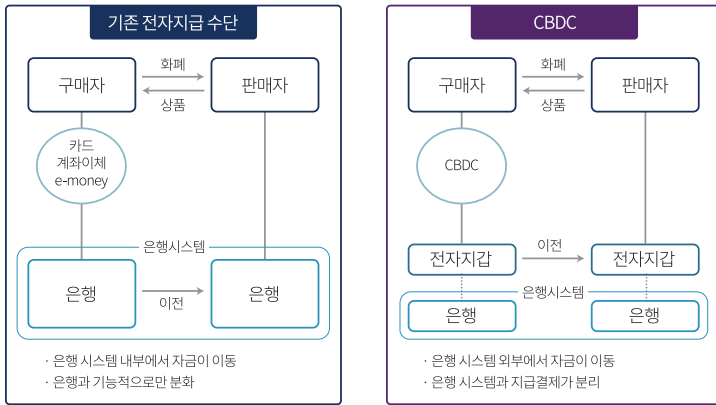 기존 전자지급 수단
화폐
구매자
판매자
상품
카드
계좌이체
e-money
은행시스템
은행
은행
이전
· 은행 시스템 내부에서 자금이 이동
· 은행과 기능적으로만 분화
CBDC
화폐
구매자
판매자
상품
CBDC
이전
전자지갑
전자지갑
은행시스템
은행
은행
· 은행 시스템 외부에서 자금이 이동
· 은행 시스템과 지급결제가 분리